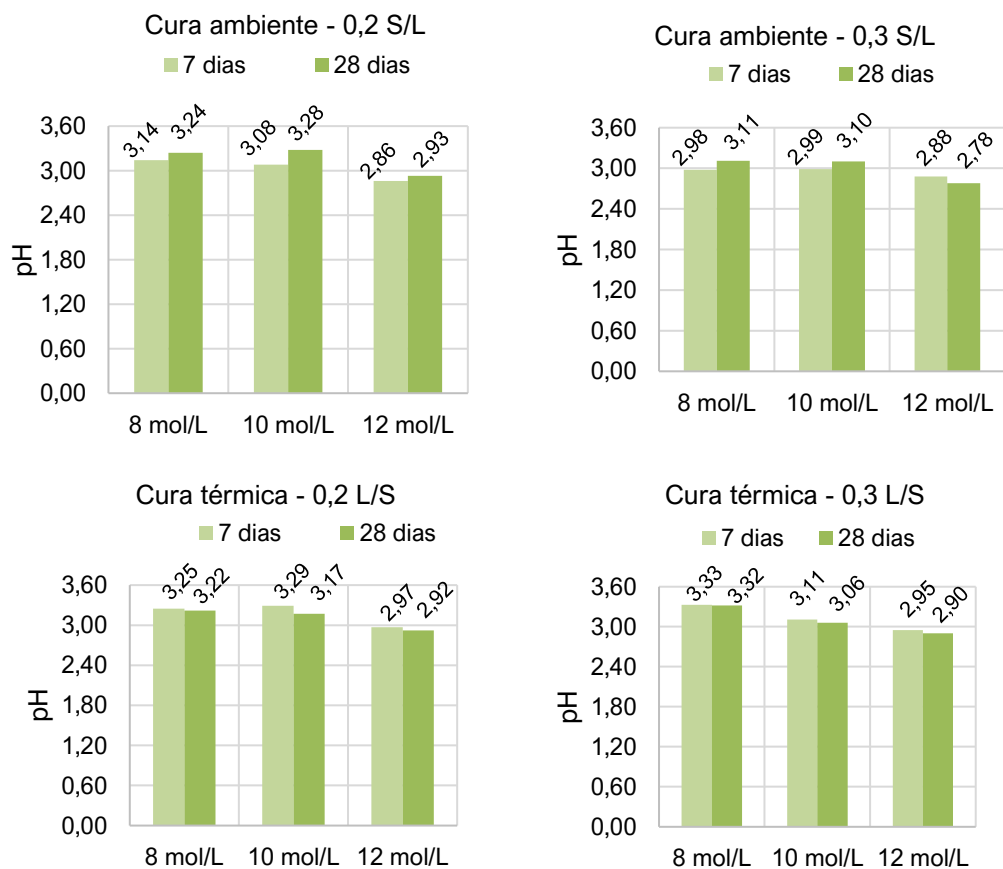 Cura ambiente - 0,2 S/L
7 dias 28 dias
3,14 3,24 3,08 3,28 2,86 2,93
3,60
3,00
2,40
1,80
1,20
0,60
0,00
pH
8 mol/L 10 mol/L 12 mol/L
Cura ambiente - 0,3 S/L
7 dias 28 dias
2,98 3,11 2,99 3,10 2,88 2,78
3,60
3,00
2,40
1,80
1,20
0,60
0,00
pH
8 mol/L 10 mol/L 12 mol/L
Cura térmica - 0,2 L/S
7 dias 28 dias
3,25 3,22 3,29 3,17 2,97 2,92
3,60
3,00
2,40
1,80
1,20
0,60
0,00
pH
8 mol/L 10 mol/L 12 mol/L
Cura térmica - 0,3 L/S
7 dias 28 dias
3,33 3,32 3,11 3,06 2,95 2,90
3,60
3,00
2,40
1,80
1,20
0,60
0,00
pH
8 mol/L 10 mol/L 12 mol/L